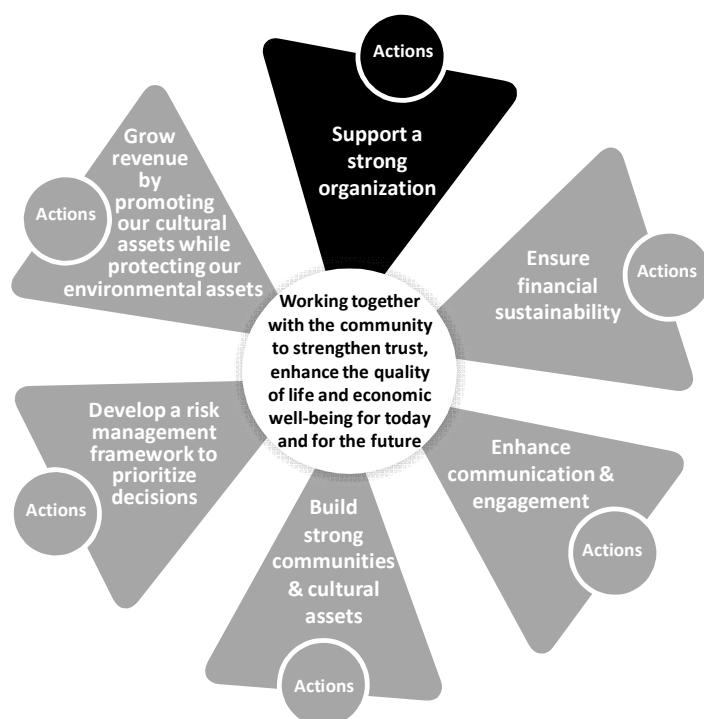 Actions
Support a
strong
organization
Ensure
financial
sustainability
Actions
Enhance
communication &
engagement
Actions
Build
strong
communities
& cultural
assets
Actions
Develop a risk
management
framework to
prioritize
decisions
Actions
Grow
revenue
by
promoting
our cultural
assets while
protecting our
environmental assets
Actions
Working together
with the community
to strengthen trust,
enhance the quality
of life and economic
well-being for today
and for the future